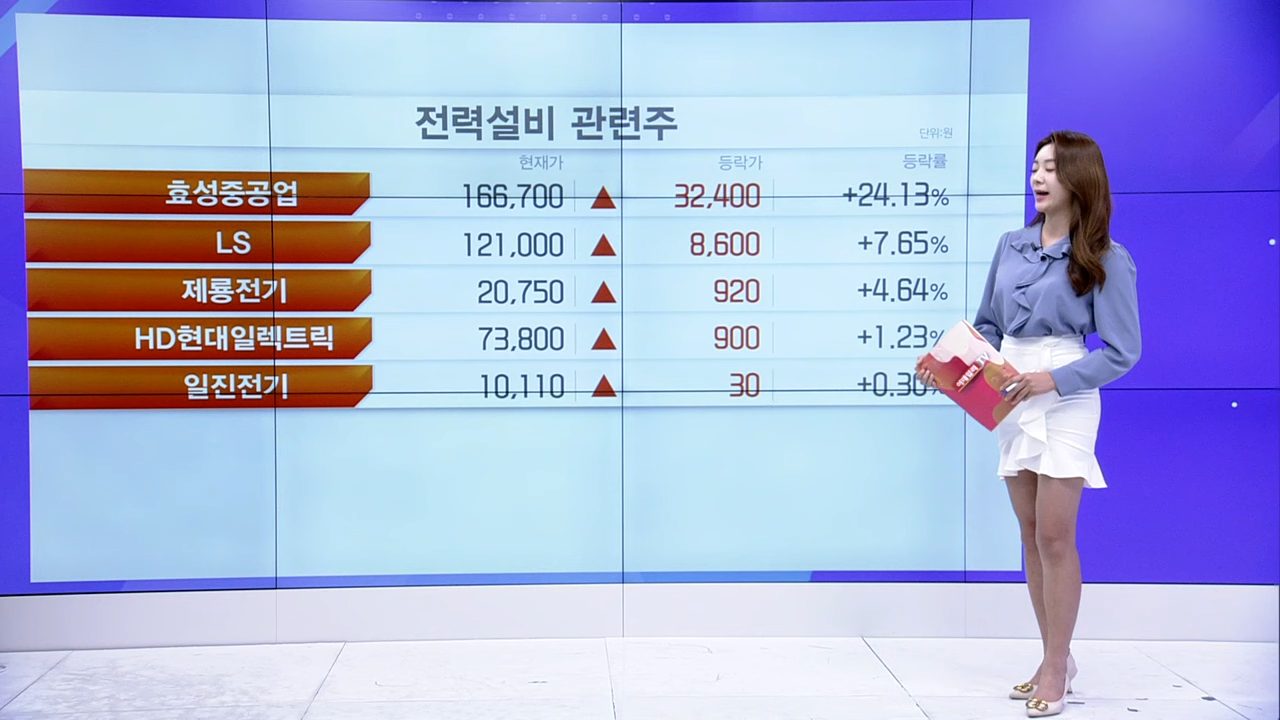 전력설비 관련주
단위:원
현재가 등락가 등락률
효성중공업 166,700 ▲ 32,400 +24.13%
LS 121,000 ▲ 8,600 +7.65%
제룡전기 20,750 ▲ 920 +4.64%
HD현대일렉트릭 73,800 ▲ 900 +1.23%
일진전기 10,110 ▲ 30 +0.30%
TV